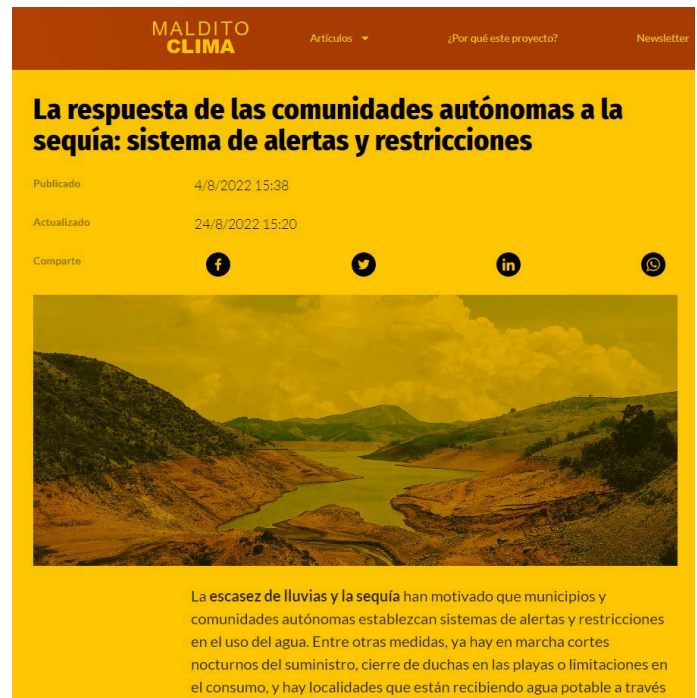 MALDITO
CLIMA
Artículos
¿Por qué este proyecto?
Newsletter
La respuesta de las comunidades autónomas a la
sequía: sistema de alertas y restricciones
Publicado 4/8/2022 15:38
Actualizado 24/8/2022 15:20
Comparte
La escasez de lluvias y la sequía han motivado que municipios y
comunidades autónomas establezcan sistemas de alertas y restricciones
en el uso del agua. Entre otras medidas, ya hay en marcha cortes
nocturnos del suministro, cierre de duchas en las playas o limitaciones en
el consumo, y hay localidades que están recibiendo agua potable a través